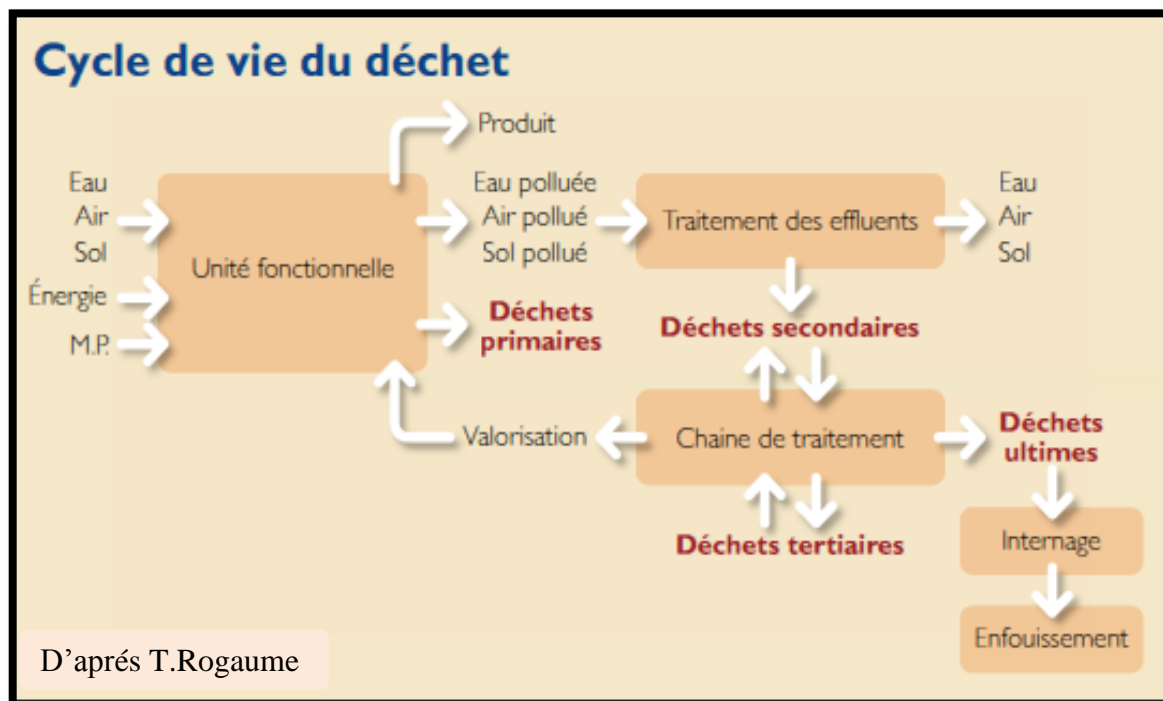 Cycle de vie du déchet
Produit
Eau
Air
Sol
Énergie
M.P.
Unité fonctionnelle
Eau polluée
Air pollué
Sol pollué
Traitement des effluents
Eau
Air
Sol
Déchets
primaires
Déchets secondaires
Valorisation
Chaine de traitement
Déchets
ultimes
Déchets tertiaires
Internage
Enfouissement
D'aprés T.Rogaume